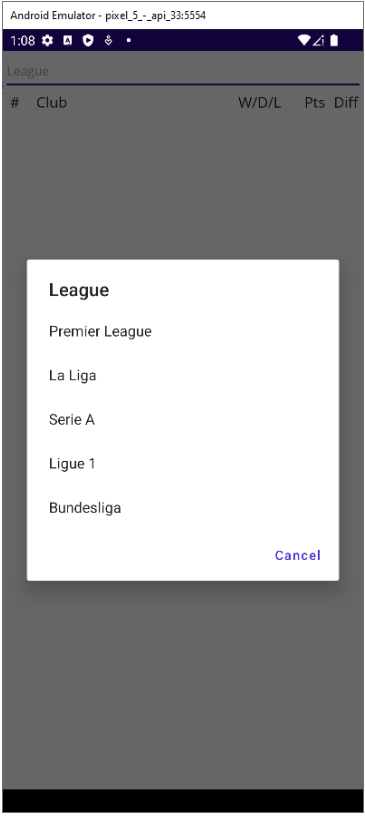 Android Emulator - pixel_5_-_api_33:5554
1:08
League
# Club W/D/L Pts Diff
League
Premier League
La Liga
Serie A
Ligue 1
Bundesliga
Cancel